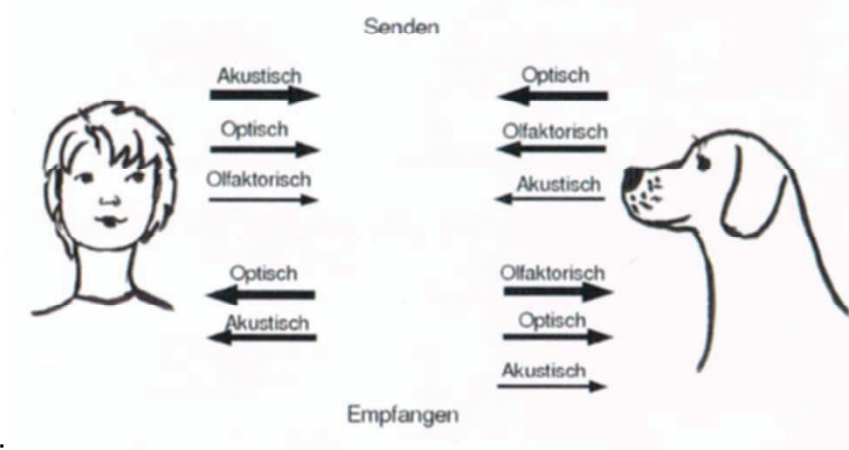 Senden
Akustisch
Optisch
Optisch
Olfaktorisch
Olfaktorisch
Akustisch
Optisch
Olfaktorisch
Akustisch
Optisch
Akustisch
Empfangen
.